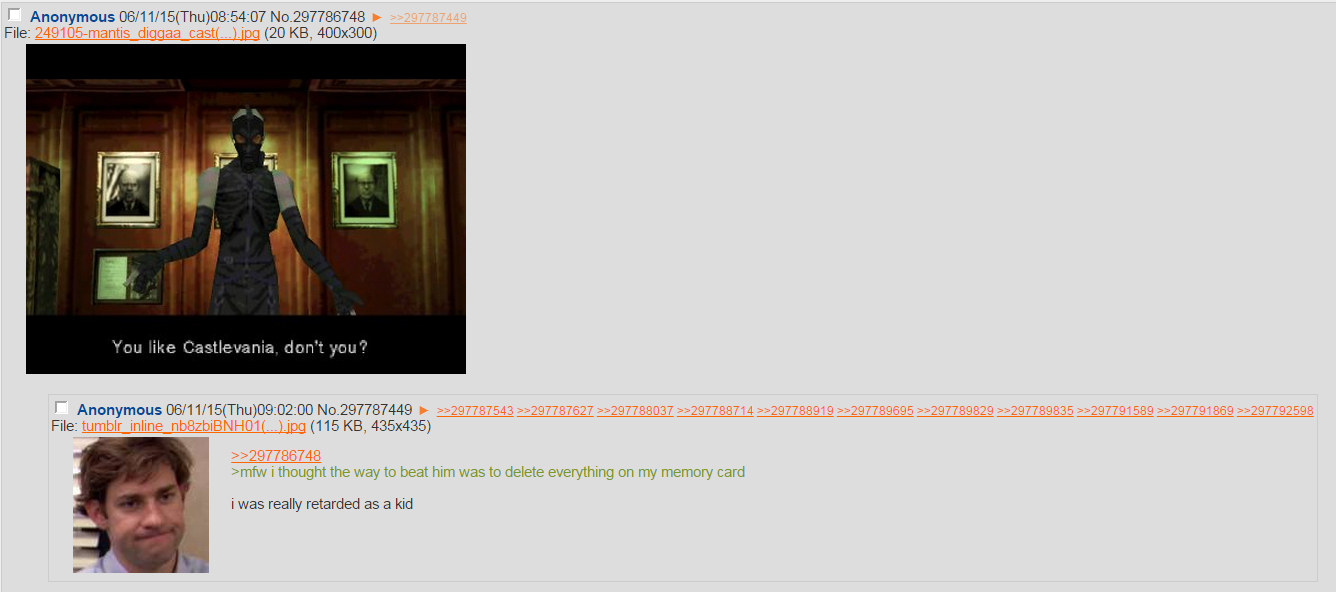 Anonymous 06/11/15(Thu)08:54:07 No.297786748 ► >>297787449
File: 249105-mantis_diggaa_cast(...).jpg (20 KB, 400x300)
You like Castlevania, don't you?
Anonymous 06/11/15(Thu)09:02:00 No.297787449 ► >>297787543 >>297787627 >>297788037 >>297788714 >>297788919 >>297789695 >>297789829 >>297789835 >>297791589 >>297791869 >>297792598
File: tumblr_inline_nb8zbiBNH01(...).jpg (115 KB, 435x435)
>>297786748
>mfw i thought the way to beat him was to delete everything on my memory card
i was really retarded as a kid